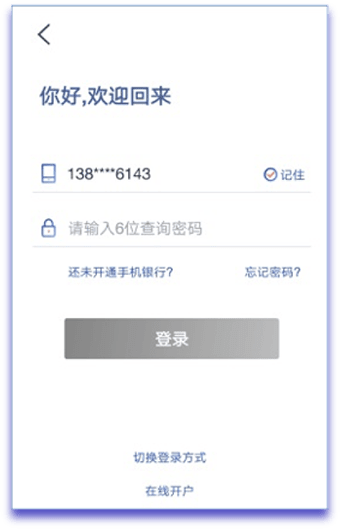 你好,欢迎回来
138****6143 记住
请输入6位查询密码
还未开通手机银行? 忘记密码?
登录
切换登录方式
在线开户